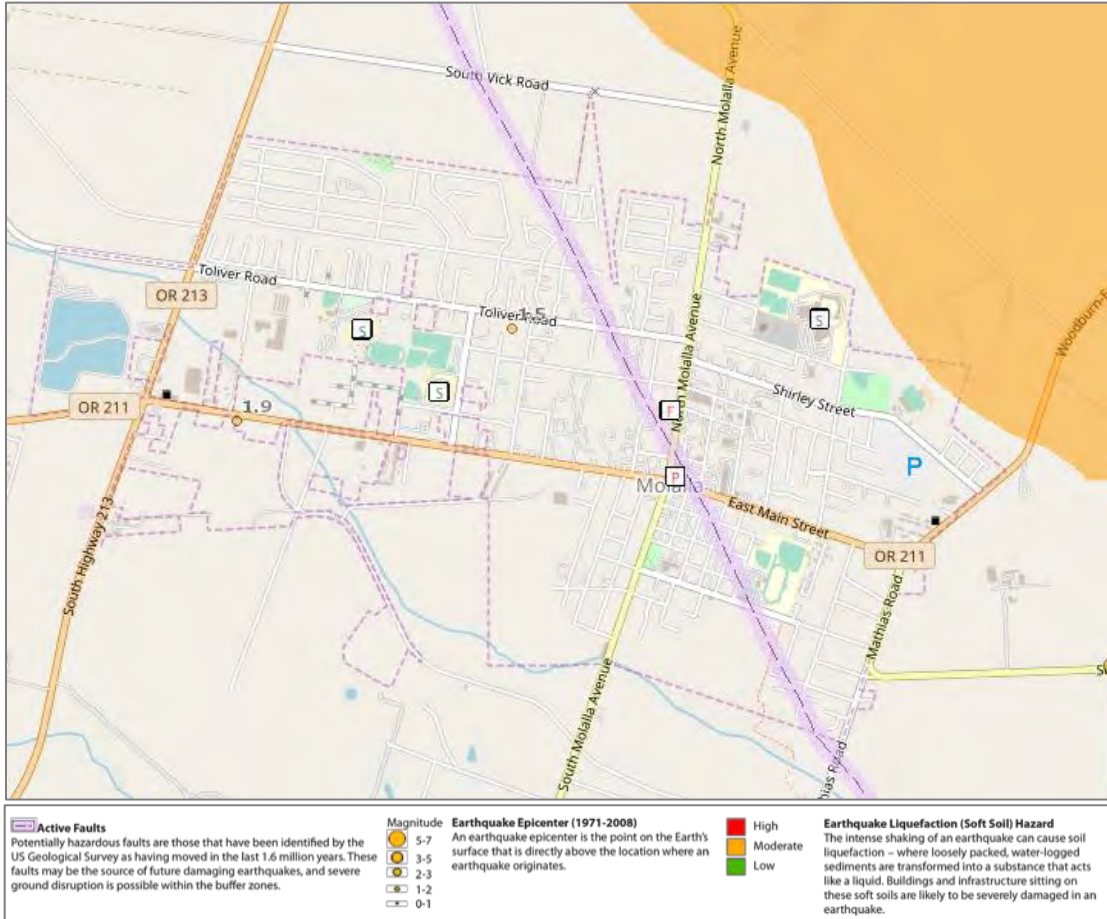 South Vick Road
North Molalla Avenue
Toliver Road
OR 213
Toliver Road
1.5
S
S
S
North Molalla Avenue
Woodburn-E
Shirley Street
OR 211
1.9
F
P
P
Molalla
East Main Street
OR 211
South Highway 213
Mathias Road
South Molalla Avenue
Active Faults
Potentially hazardous faults are those that have been identified by the
US Geological Survey as having moved in the last 1.6 million years. These
faults may be the source of future damaging earthquakes, and severe
ground disruption is possible within the buffer zones.
Magnitude
5-7
3-5
2-3
1-2
0-1
Earthquake Epicenter (1971-2008)
An earthquake epicenter is the point on the Earth's
surface that is directly above the location where an
earthquake originates.
High
Moderate
Low
Earthquake Liquefaction (Soft Soil) Hazard
The intense shaking of an earthquake can cause soil
liquefaction – where loosely packed, water-logged
sediments are transformed into a substance that acts
like a liquid. Buildings and infrastructure sitting on
these soft soils are likely to be severely damaged in an
earthquake.